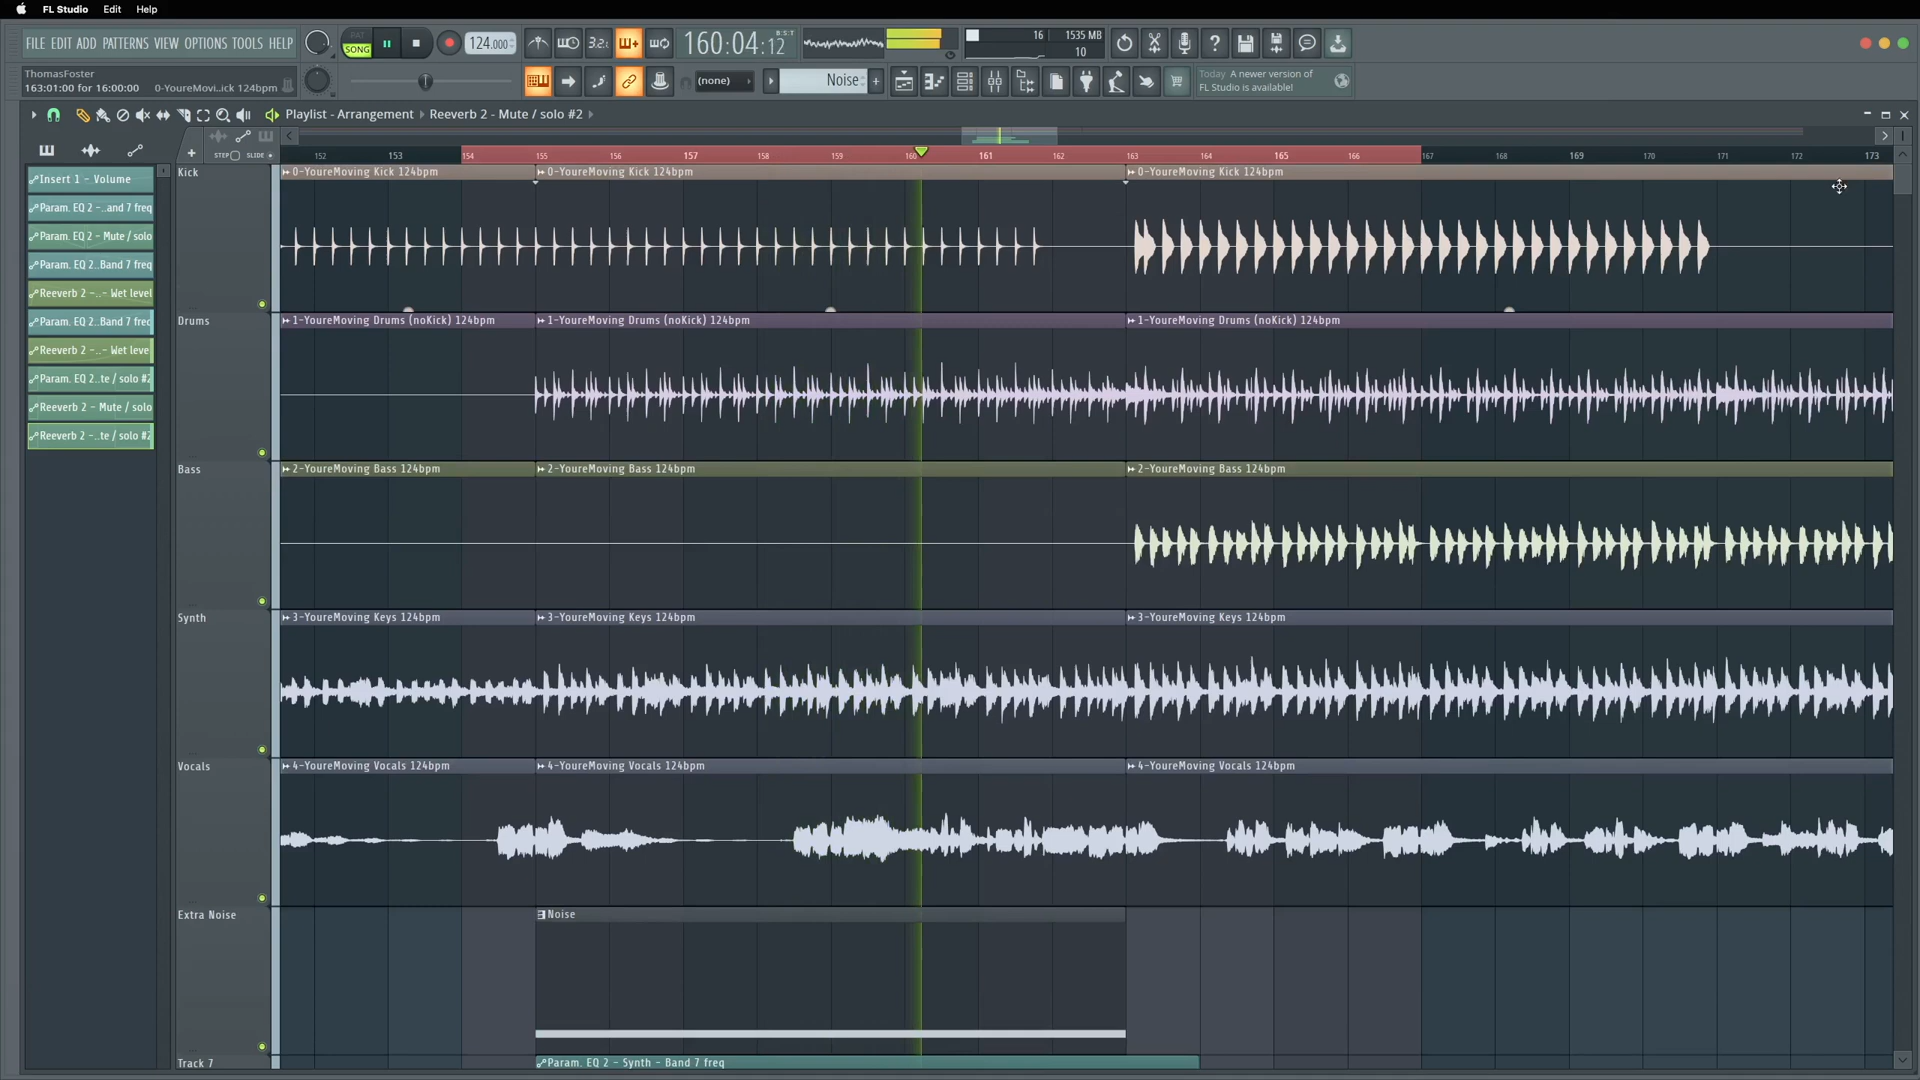 FL Studio Edit Help
FILE EDIT ADD PATTERNS VIEW OPTIONS TOOLS HELP
PAT
SONG
124.000
3.2
160:04:12
B:S:T
16
1535 MB
10
ThomasFoster
163:01:00 for 16:00:00 0-YoureMovi..ick 124bpm
(none)
Noise
Today A newer version of
FL Studio is available!
Playlist - Arrangement Reeverb 2 - Mute / solo #2
STEP SLIDE
152 153 154 155 156 157 158 159 160 161 162 163 164 165 166 167 168 169 170 171 172 173
Insert 1 - Volume
Param. EQ 2 -..and 7 freq
Param. EQ 2 - Mute / solo
Param. EQ 2..Band 7 freq
Reeverb 2 -..- Wet level
Param. EQ 2..Band 7 freq
Reeverb 2 -..- Wet leve
Param. EQ 2..te / solo #2
Reeverb 2 - Mute / solo
Reeverb 2 -..te / solo #2
Kick
0-YoureMoving Kick 124bpm
0-YoureMoving Kick 124bpm
0-YoureMoving Kick 124bpm
Drums
1-YoureMoving Drums (noKick) 124bpm
1-YoureMoving Drums (noKick) 124bpm
1-YoureMoving Drums (noKick) 124bpm
Bass
2-YoureMoving Bass 124bpm
2-YoureMoving Bass 124bpm
2-YoureMoving Bass 124bpm
Synth
3-YoureMoving Keys 124bpm
3-YoureMoving Keys 124bpm
3-YoureMoving Keys 124bpm
Vocals
4-YoureMoving Vocals 124bpm
4-YoureMoving Vocals 124bpm
4-YoureMoving Vocals 124bpm
Extra Noise
Noise
Track 7
Param. EQ 2 - Synth - Band 7 freq